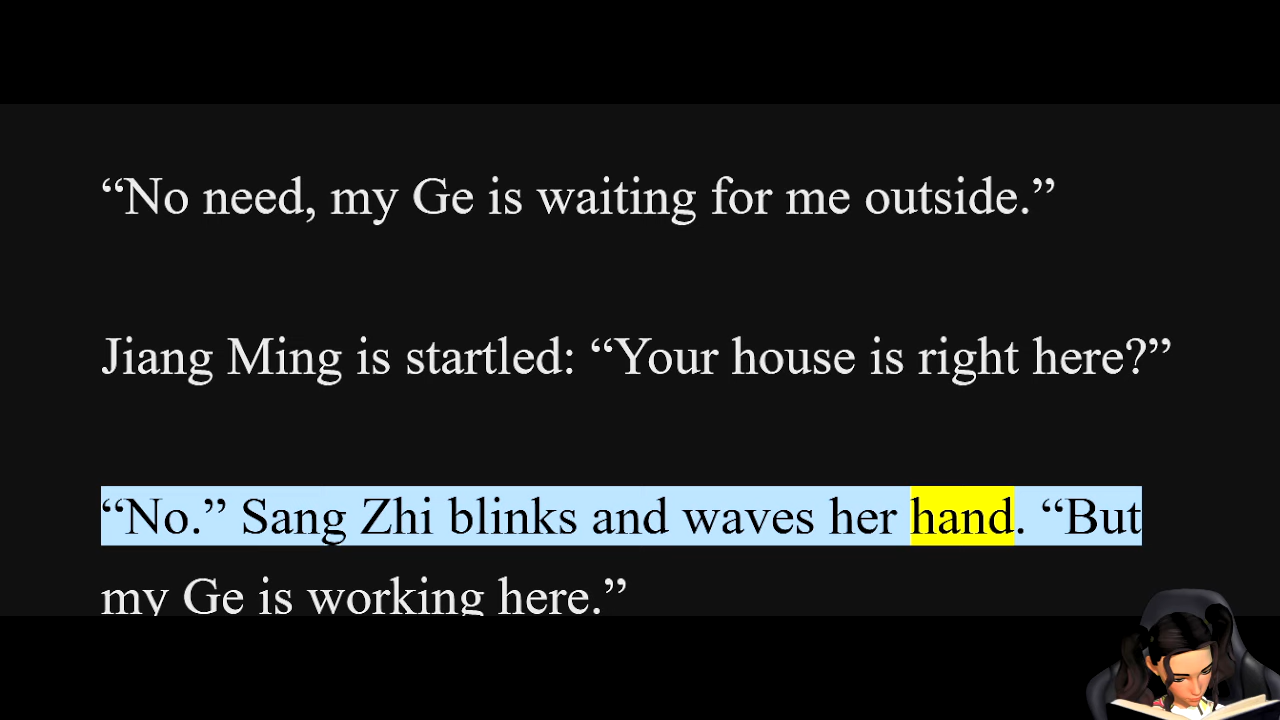 “No need, my Ge is waiting for me outside.”
Jiang Ming is startled: “Your house is right here?”
“No.” Sang Zhi blinks and waves her hand. “But
my Ge is working here.”